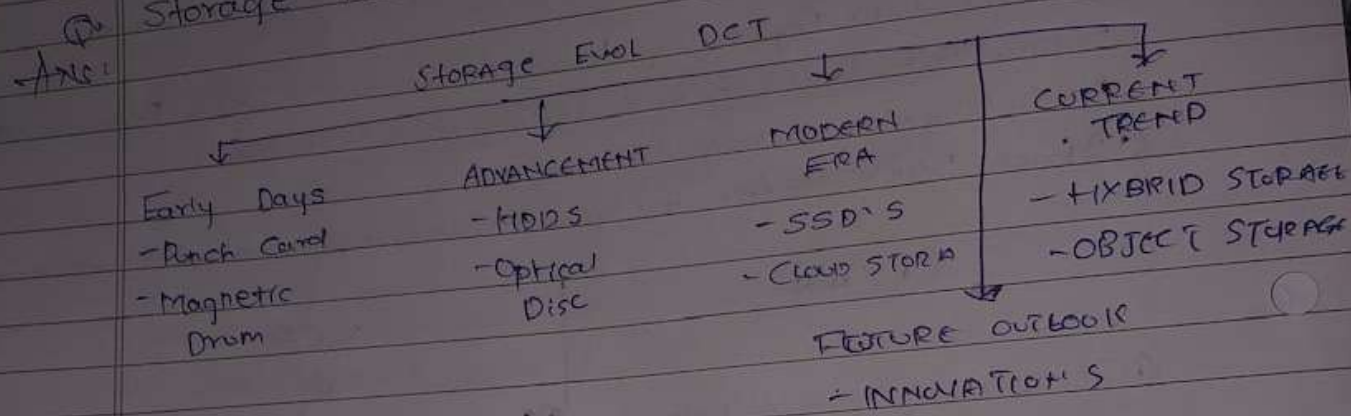 Q. Storage
Ans:
Storage Evol DCT
Early Days
- Punch Card
- Magnetic
Drum
ADVANCEMENT
- HDDS
- Optical
Disc
MODERN
ERA
- SSD'S
- CLOUD STORA
CURRENT
TREND
- HYBRID STORAGE
- OBJECT STORAGE
FUTURE OUTLOOK
- INNOVATION'S